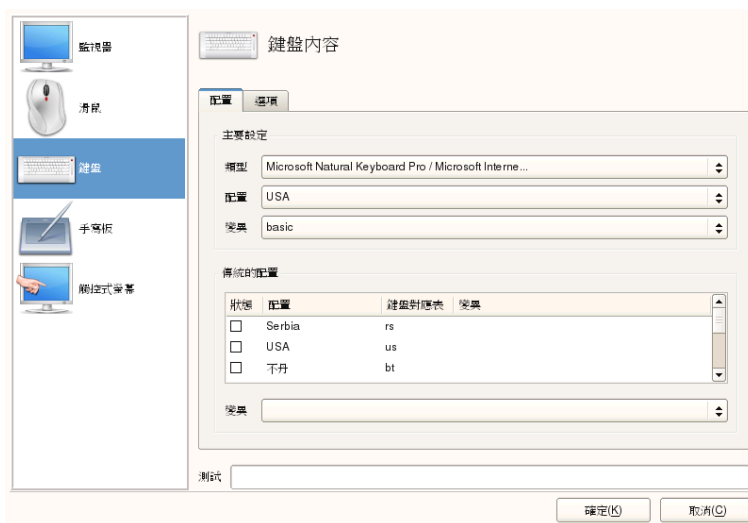 監視器
滑鼠
鍵盤
手寫板
觸控式螢幕
鍵盤內容
配置 選項
主要設定
類型 Microsoft Natural Keyboard Pro / Microsoft Interne...
配置 USA
變異 basic
傳統的配置
狀態 配置 鍵盤對應表 變異
Serbia rs
USA us
不丹 bt
變異
測試
確定(K) 取消(C)